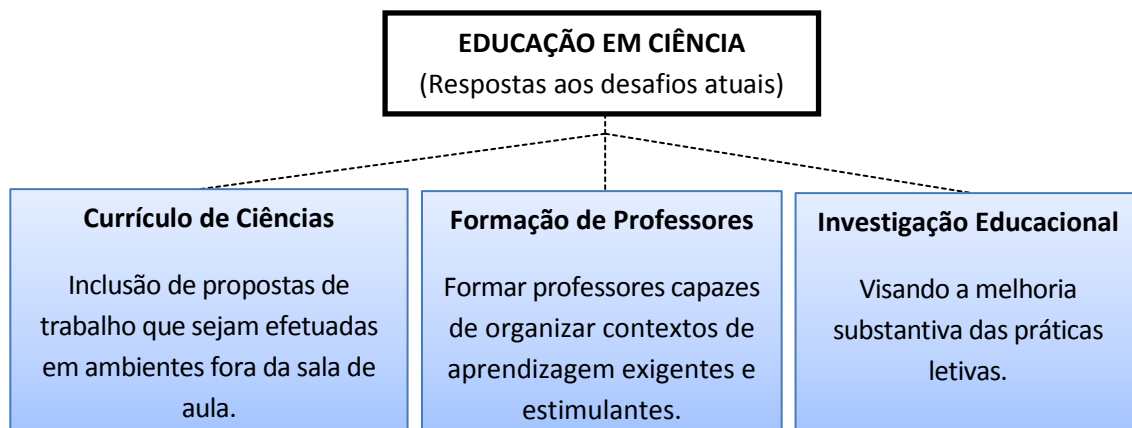 EDUCAÇÃO EM CIÊNCIA
(Respostas aos desafios atuais)
Currículo de Ciências
Inclusão de propostas de
trabalho que sejam efetuadas
em ambientes fora da sala de
aula.
Formação de Professores
Formar professores capazes
de organizar contextos de
aprendizagem exigentes e
estimulantes.
Investigação Educacional
Visando a melhoria
substantiva das práticas
letivas.